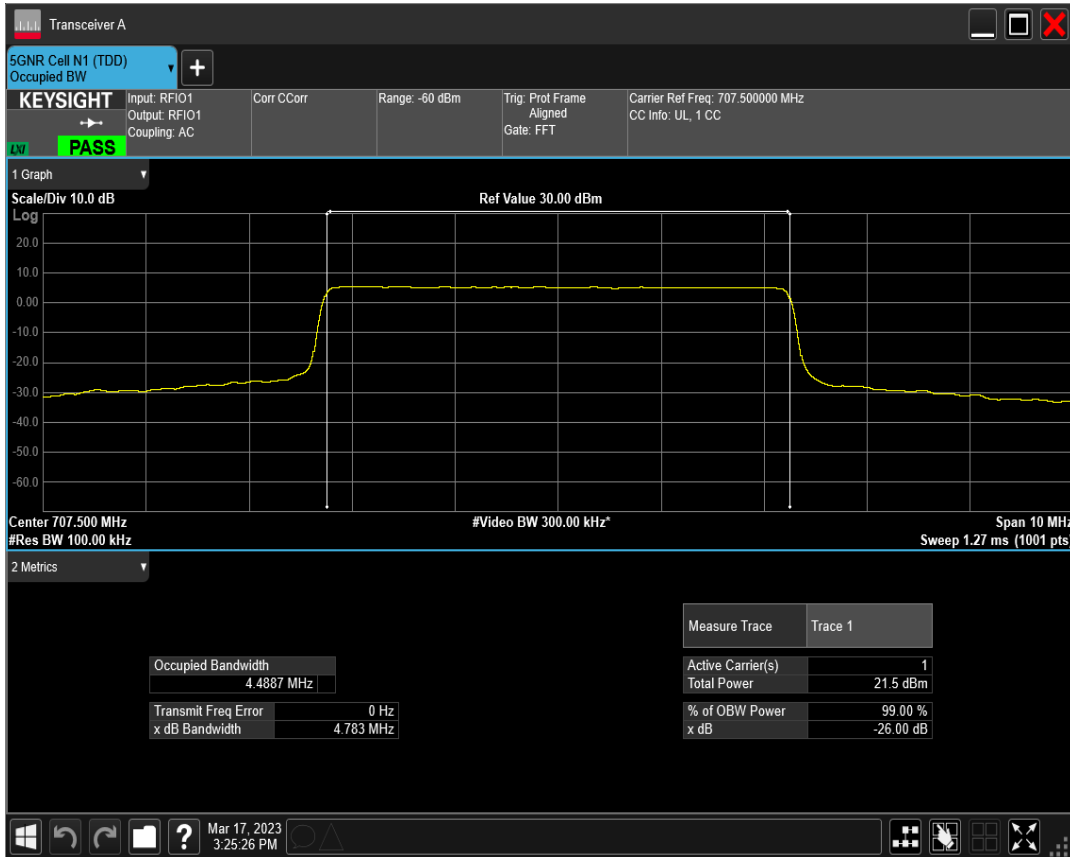 Transceiver A
5GNR Cell N1 (TDD)
Occupied BW
+
KEYSIGHT
LXI
PASS
Input: RFIO1
Output: RFIO1
Coupling: AC
Corr CCorr
Range: -60 dBm
Trig: Prot Frame
Aligned
Gate: FFT
Carrier Ref Freq: 707.500000 MHz
CC Info: UL, 1 CC
1 Graph
Scale/Div 10.0 dB
Ref Value 30.00 dBm
Log
20.0
10.0
0.00
-10.0
-20.0
-30.0
-40.0
-50.0
-60.0
Center 707.500 MHz
#Video BW 300.00 kHz*
Span 10 MHz
#Res BW 100.00 kHz
Sweep 1.27 ms (1001 pts)
2 Metrics
Measure Trace Trace 1
Occupied Bandwidth
4.4887 MHz
Active Carrier(s) 1
Total Power 21.5 dBm
Transmit Freq Error 0 Hz
x dB Bandwidth 4.783 MHz
% of OBW Power 99.00 %
x dB -26.00 dB
?
Mar 17, 2023
3:25:26 PM